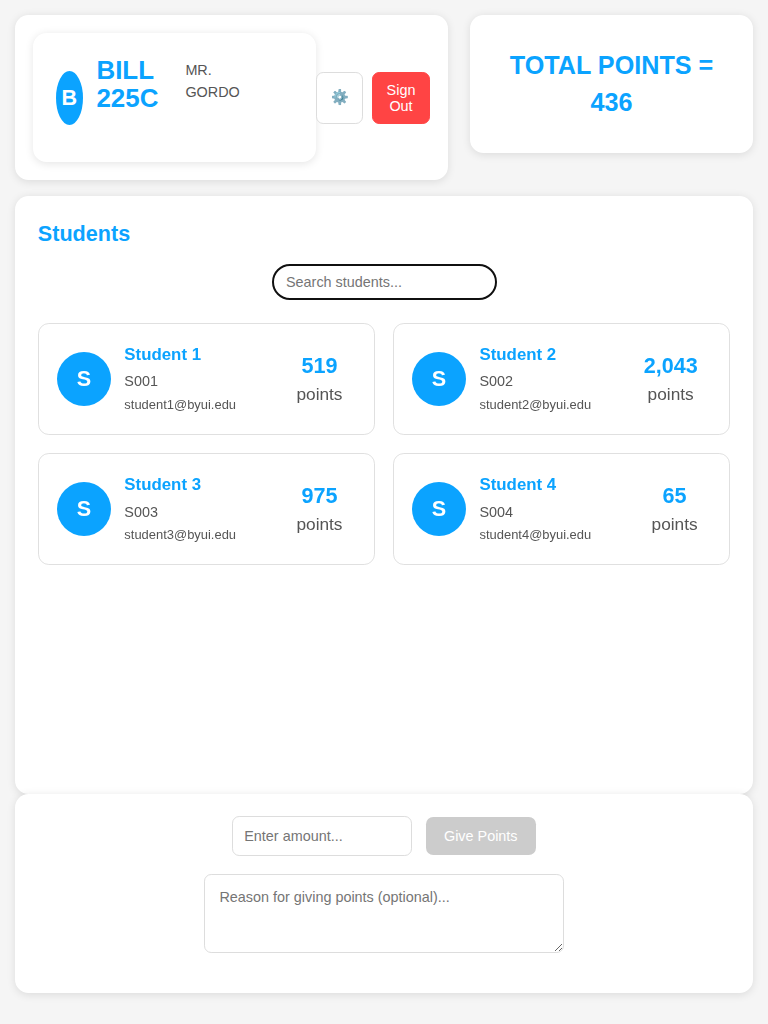 B
BILL
225C
MR.
GORDO
⚙️
Sign
Out
TOTAL POINTS =
436
Students
Search students...
S
Student 1
S001
student1@byui.edu
519
points
S
Student 2
S002
student2@byui.edu
2,043
points
S
Student 3
S003
student3@byui.edu
975
points
S
Student 4
S004
student4@byui.edu
65
points
Enter amount...
Give Points
Reason for giving points (optional)...